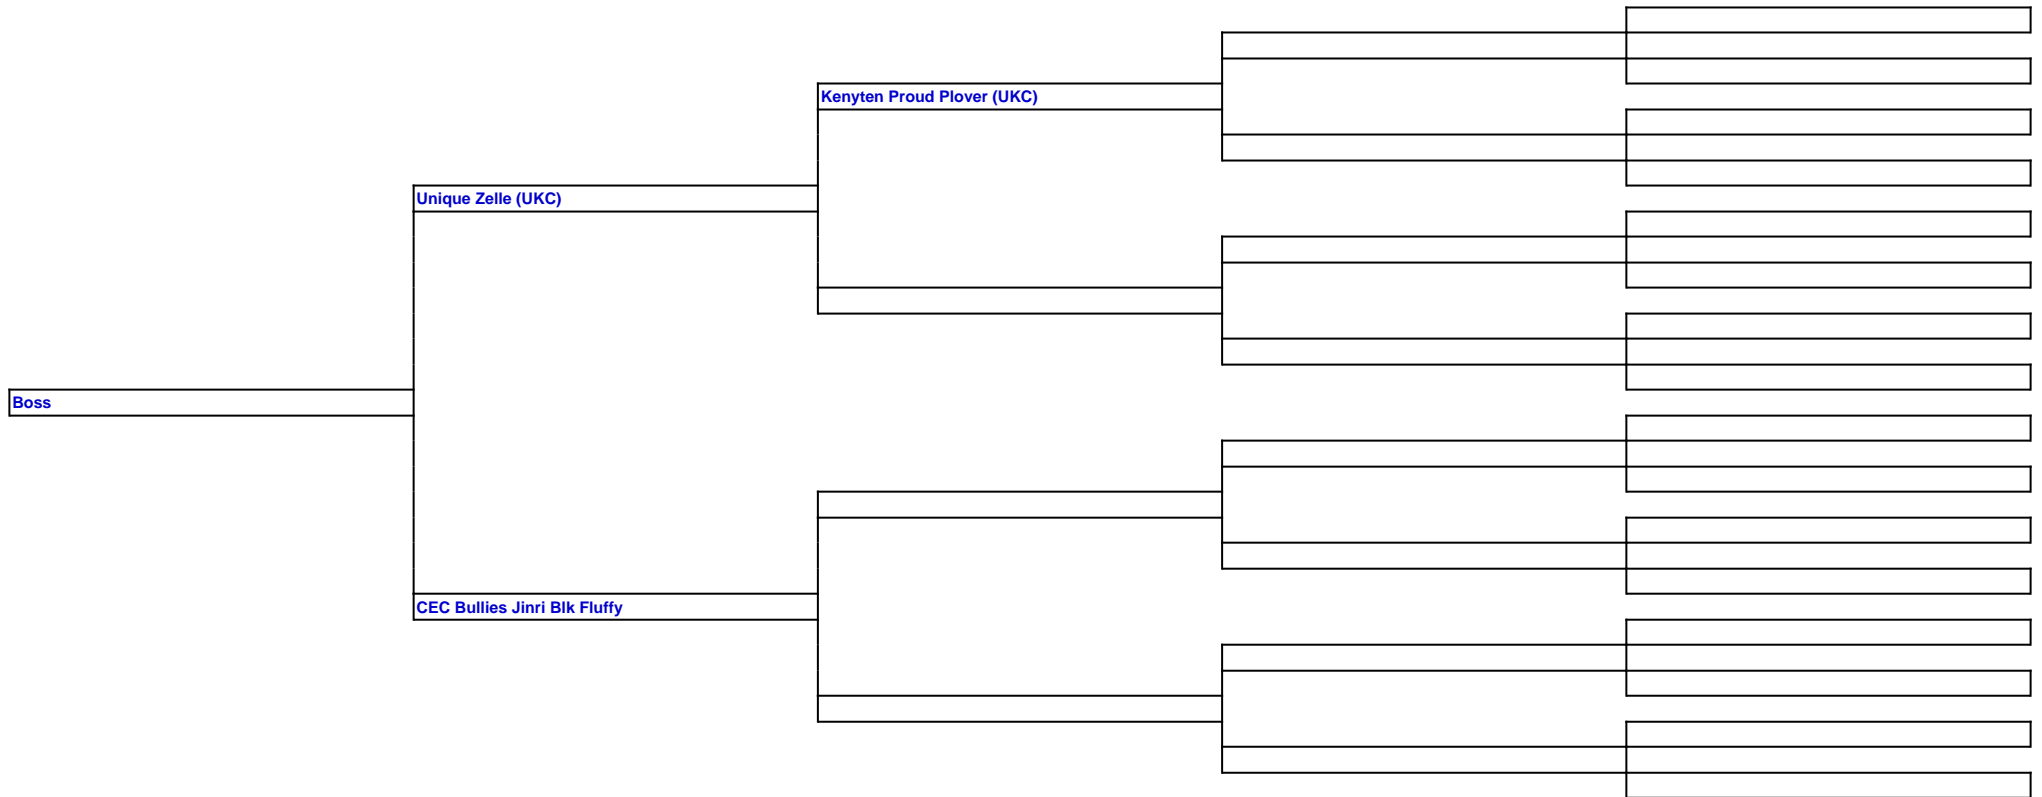 Kenyten Proud Plover (UKC)
Unique Zelle (UKC)
Boss
CEC Bullies Jinri Blk Fluffy